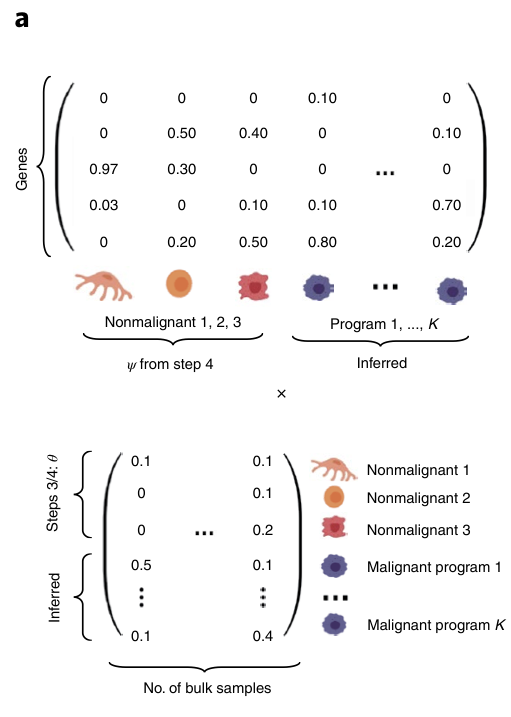 a
Genes
0 0 0 0.10 0
0 0.50 0.40 0 0.10
0.97 0.30 0 0 ... 0
0.03 0 0.10 0.10 0.70
0 0.20 0.50 0.80 0.20
...
Nonmalignant 1, 2, 3 Program 1, ..., K
ψ from step 4 Inferred
×
Steps 3/4: θ
Inferred
0.1 0.1
0 0.1
0 ... 0.2
0.5 0.1
⋮ ⋮
0.1 0.4
Nonmalignant 1
Nonmalignant 2
Nonmalignant 3
Malignant program 1
...
Malignant program K
No. of bulk samples